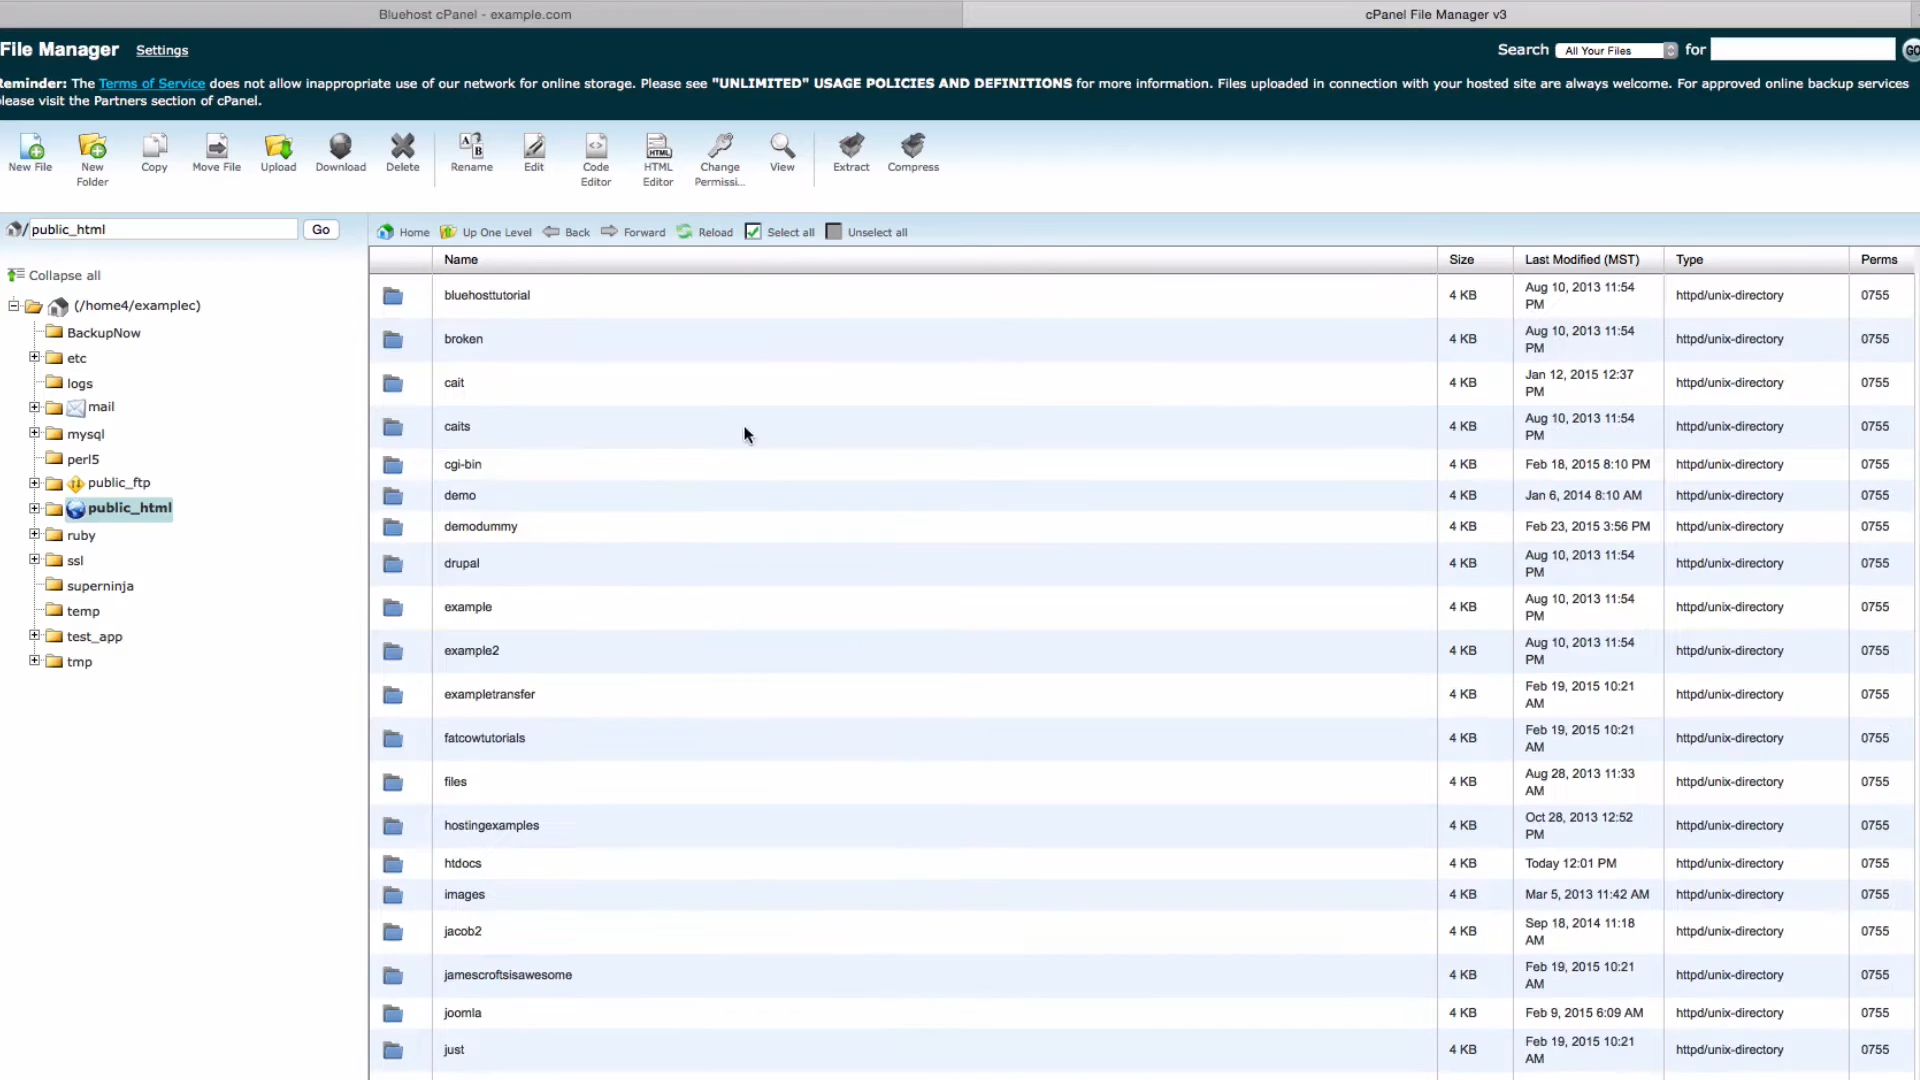 Bluehost cPanel - example.com
cPanel File Manager v3
File Manager Settings
Search All Your Files for GO
Reminder: The Terms of Service does not allow inappropriate use of our network for online storage. Please see "UNLIMITED" USAGE POLICIES AND DEFINITIONS for more information. Files uploaded in connection with your hosted site are always welcome. For approved online backup services
please visit the Partners section of cPanel.
New File
New
Folder
Copy
Move File
Upload
Download
Delete
Rename
Edit
Code
Editor
HTML
Editor
Change
Permissi...
View
Extract
Compress
/ public_html Go
Collapse all
(/home4/examplec)
BackupNow
etc
logs
mail
mysql
perl5
public_ftp
public_html
ruby
ssl
superninja
temp
test_app
tmp
Home Up One Level Back Forward Reload Select all Unselect all
Name Size Last Modified (MST) Type Perms
bluehosttutorial 4 KB Aug 10, 2013 11:54 PM httpd/unix-directory 0755
broken 4 KB Aug 10, 2013 11:54 PM httpd/unix-directory 0755
cait 4 KB Jan 12, 2015 12:37 PM httpd/unix-directory 0755
caits 4 KB Aug 10, 2013 11:54 PM httpd/unix-directory 0755
cgi-bin 4 KB Feb 18, 2015 8:10 PM httpd/unix-directory 0755
demo 4 KB Jan 6, 2014 8:10 AM httpd/unix-directory 0755
demodummy 4 KB Feb 23, 2015 3:56 PM httpd/unix-directory 0755
drupal 4 KB Aug 10, 2013 11:54 PM httpd/unix-directory 0755
example 4 KB Aug 10, 2013 11:54 PM httpd/unix-directory 0755
example2 4 KB Aug 10, 2013 11:54 PM httpd/unix-directory 0755
exampletransfer 4 KB Feb 19, 2015 10:21 AM httpd/unix-directory 0755
fatcowtutorials 4 KB Feb 19, 2015 10:21 AM httpd/unix-directory 0755
files 4 KB Aug 28, 2013 11:33 AM httpd/unix-directory 0755
hostingexamples 4 KB Oct 28, 2013 12:52 PM httpd/unix-directory 0755
htdocs 4 KB Today 12:01 PM httpd/unix-directory 0755
images 4 KB Mar 5, 2013 11:42 AM httpd/unix-directory 0755
jacob2 4 KB Sep 18, 2014 11:18 AM httpd/unix-directory 0755
jamescroftsisawesome 4 KB Feb 19, 2015 10:21 AM httpd/unix-directory 0755
joomla 4 KB Feb 9, 2015 6:09 AM httpd/unix-directory 0755
just 4 KB Feb 19, 2015 10:21 AM httpd/unix-directory 0755